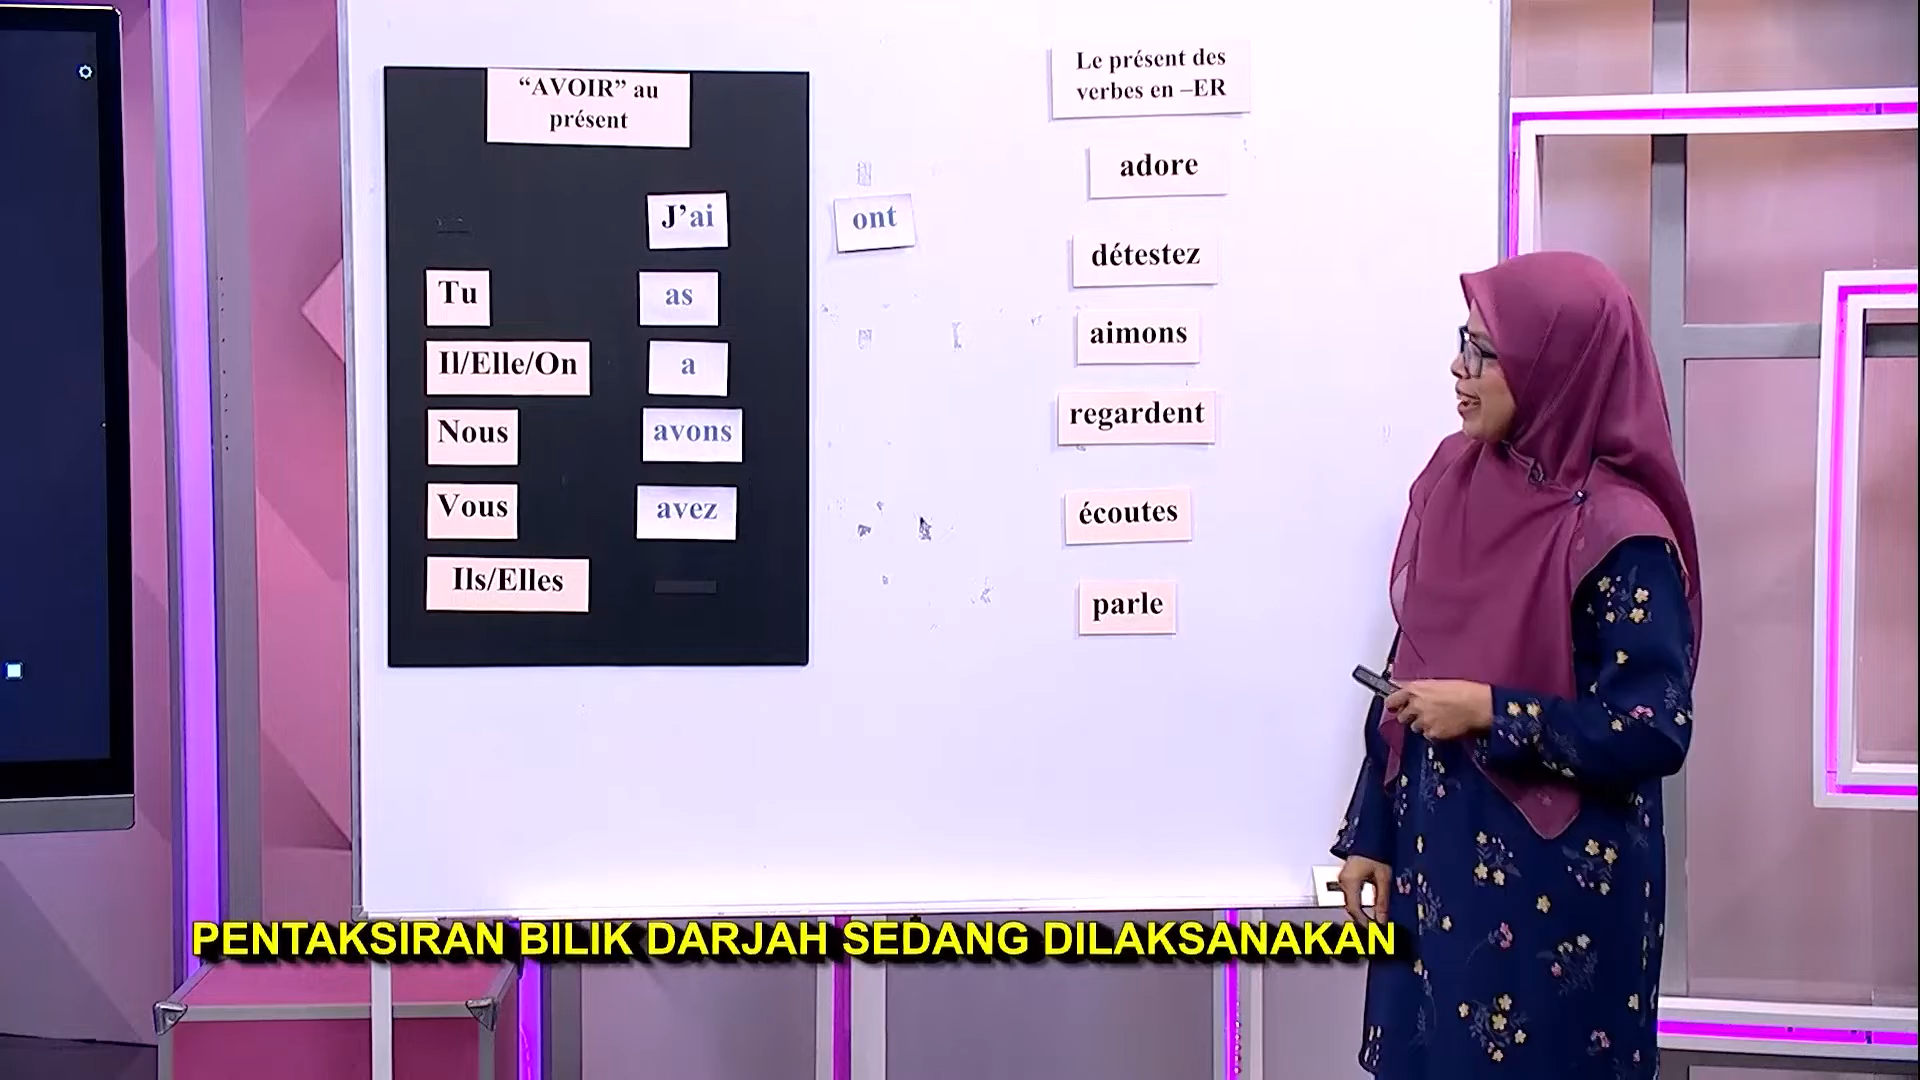 “AVOIR” au
présent
J’ai
Tu
as
Il/Elle/On
a
Nous
avons
Vous
avez
Ils/Elles
ont
Le présent des
verbes en –ER
adore
détestez
aimons
regardent
écoutes
parle
PENTAKSIRAN BILIK DARJAH SEDANG DILAKSANAKAN